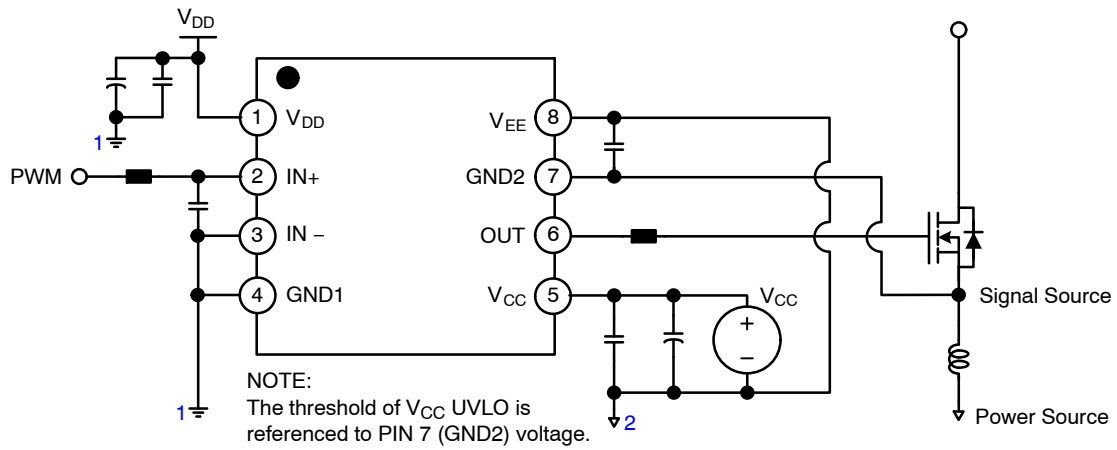 VDD
1
PWM
1 VDD
2 IN+
3 IN −
4 GND1
VEE 8
GND2 7
OUT 6
VCC 5
VCC
+
−
Signal Source
Power Source
1
2
NOTE:
The threshold of VCC UVLO is
referenced to PIN 7 (GND2) voltage.